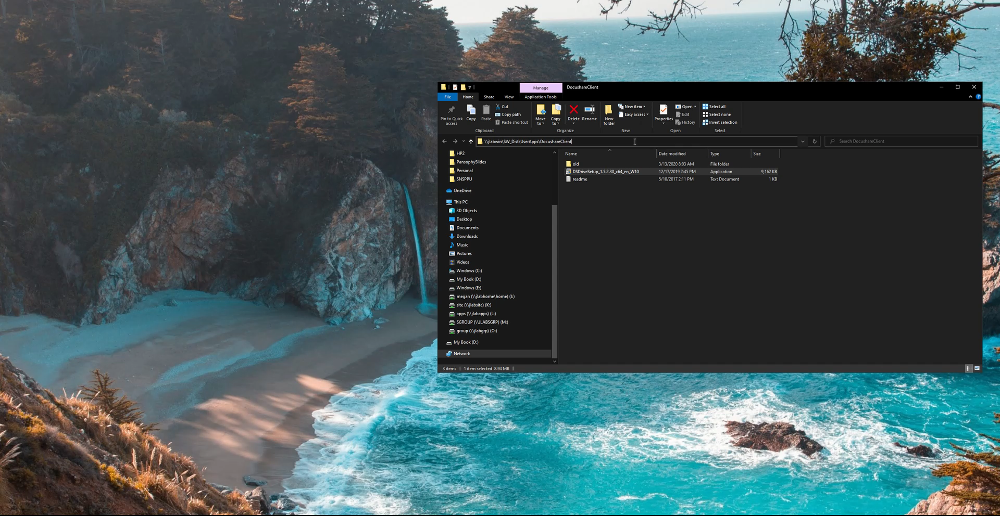 Manage DocushareClient
File Home Share View Application Tools
Pin to Quick access
Copy
Paste
Cut
Copy path
Paste shortcut
Clipboard
Move to
Copy to
Delete
Rename
Organize
New folder
New item
Easy access
New
Properties
Open
Edit
History
Open
Select all
Select none
Invert selection
Select
\\jlabwin\SW_Dist\UserApps\DocushareClient
Search DocushareClient
HP2
PansophySlides
Personal
SNSPPU
OneDrive
This PC
3D Objects
Desktop
Documents
Downloads
Music
Pictures
Videos
Windows (C:)
My Book (D:)
Windows (E:)
megan (\\jlabhome\home) (J:)
site (\\jlabsite) (K:)
apps (\\jlabapps) (L:)
SGROUP (\\JLABSGRP) (M:)
group (\\jlabgrp) (O:)
My Book (D:)
Network
Name Date modified Type Size
old 3/13/2020 8:03 AM File folder
DSDriveSetup_1.5.2.30_x64_en_W10 12/17/2019 2:45 PM Application 9,162 KB
readme 5/10/2017 2:11 PM Text Document 1 KB
3 items 1 item selected 8.94 MB